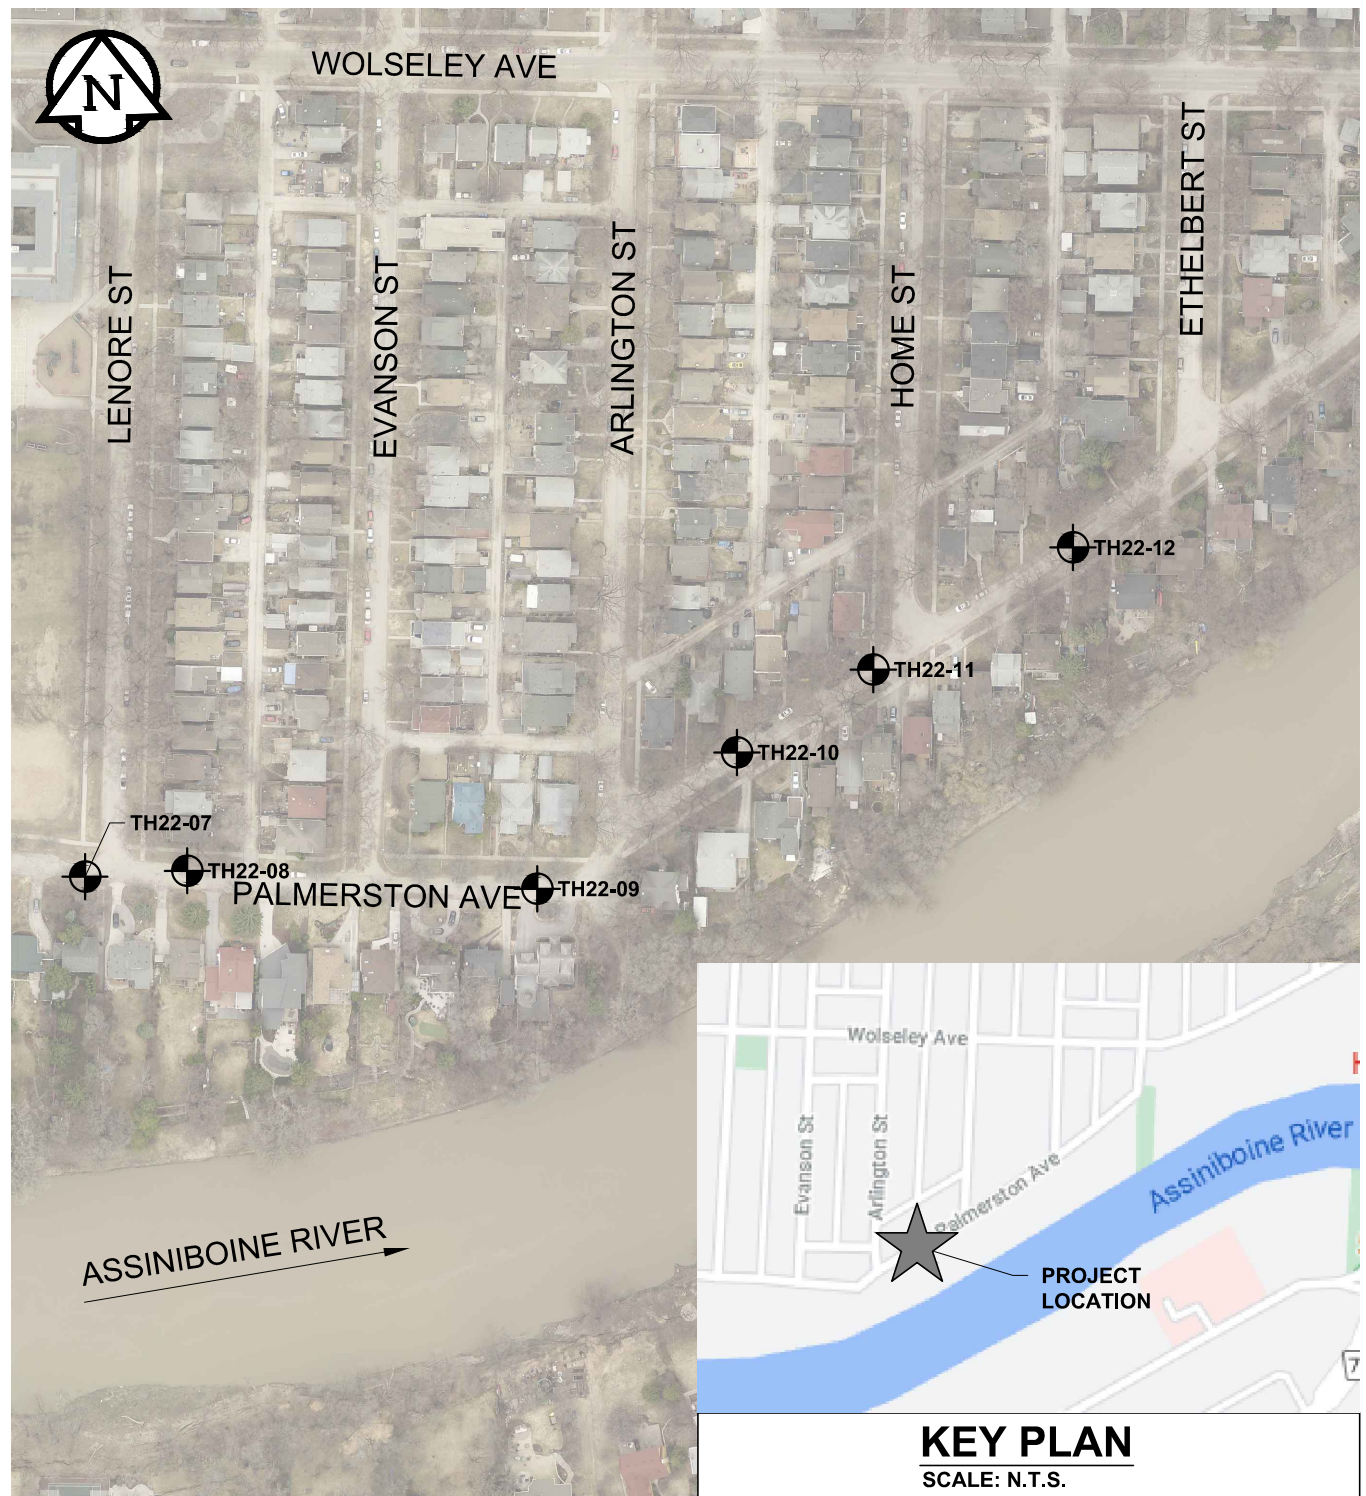 WOLSELEY AVE
N
LENORE ST
EVANSON ST
ARLINGTON ST
HOME ST
ETHELBERT ST
TH22-12
TH22-11
TH22-10
TH22-07
TH22-08
PALMERSTON AVE
TH22-09
ASSINIBOINE RIVER
Wolseley Ave
H
Evanson St
Arlington St
Palmerston Ave
Assiniboine River
PROJECT
LOCATION
7
KEY PLAN
SCALE: N.T.S.